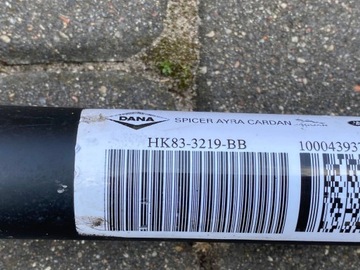 DANA SPICER AYRA CARDAN
HK83-3219-BB 10004393